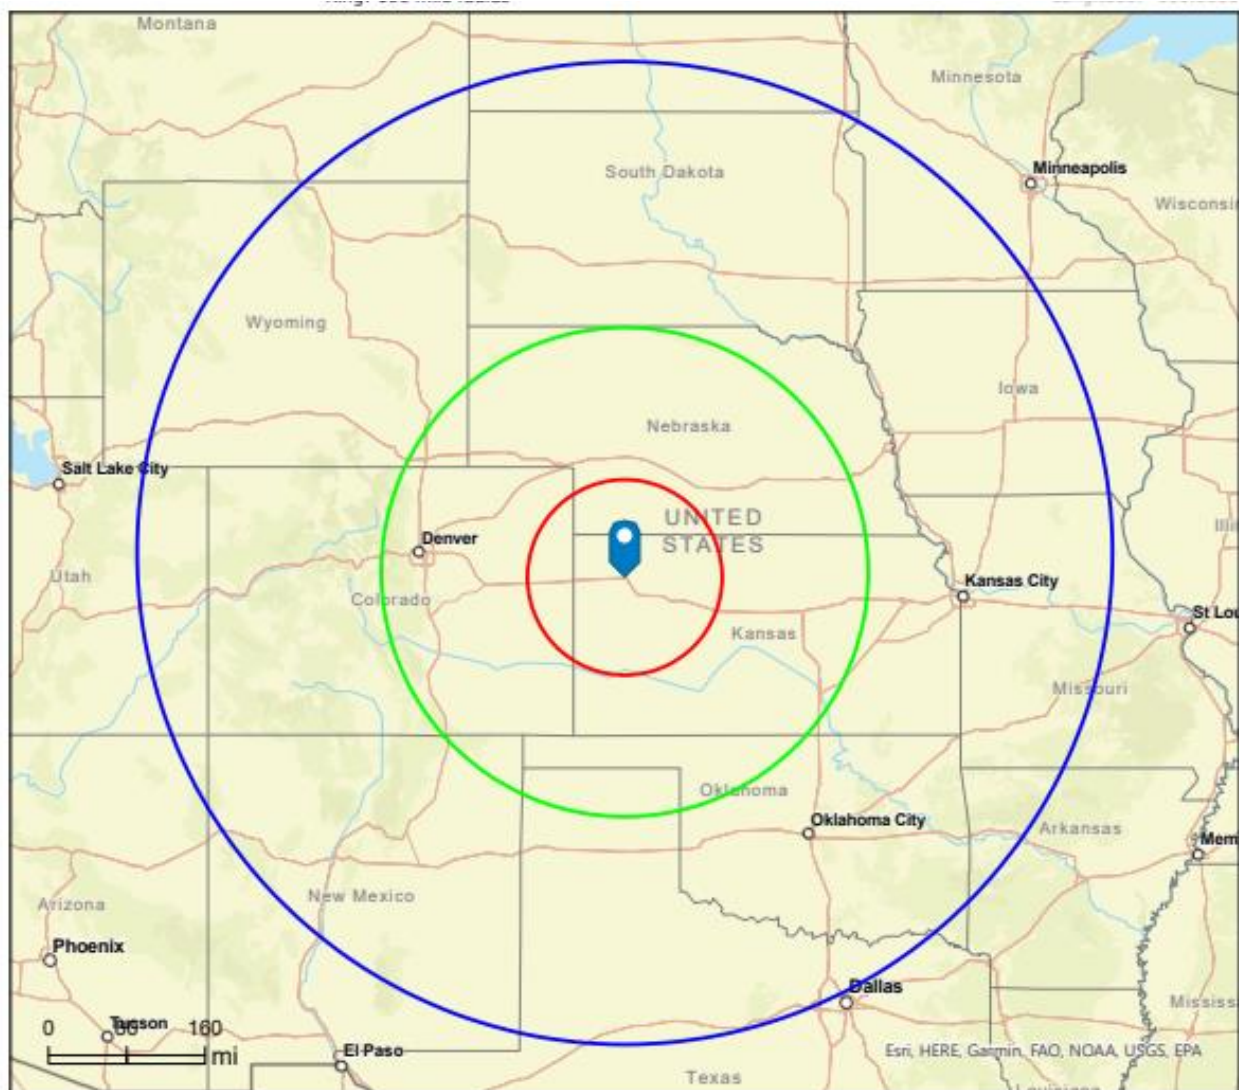 Montana
Minnesota
South Dakota
Minneapolis
Wisconsin
Wyoming
Iowa
Nebraska
Salt Lake City
UNITED
STATES
Denver
Utah
Colorado
Kansas City
St Lou
Kansas
Missouri
Oklahoma
Oklahoma City
Arkansas
Mem
New Mexico
Arizona
Phoenix
Dallas
Mississ
0 80 160
mi
Tucson
El Paso
Esri, HERE, Garmin, FAO, NOAA, USGS, EPA
Texas